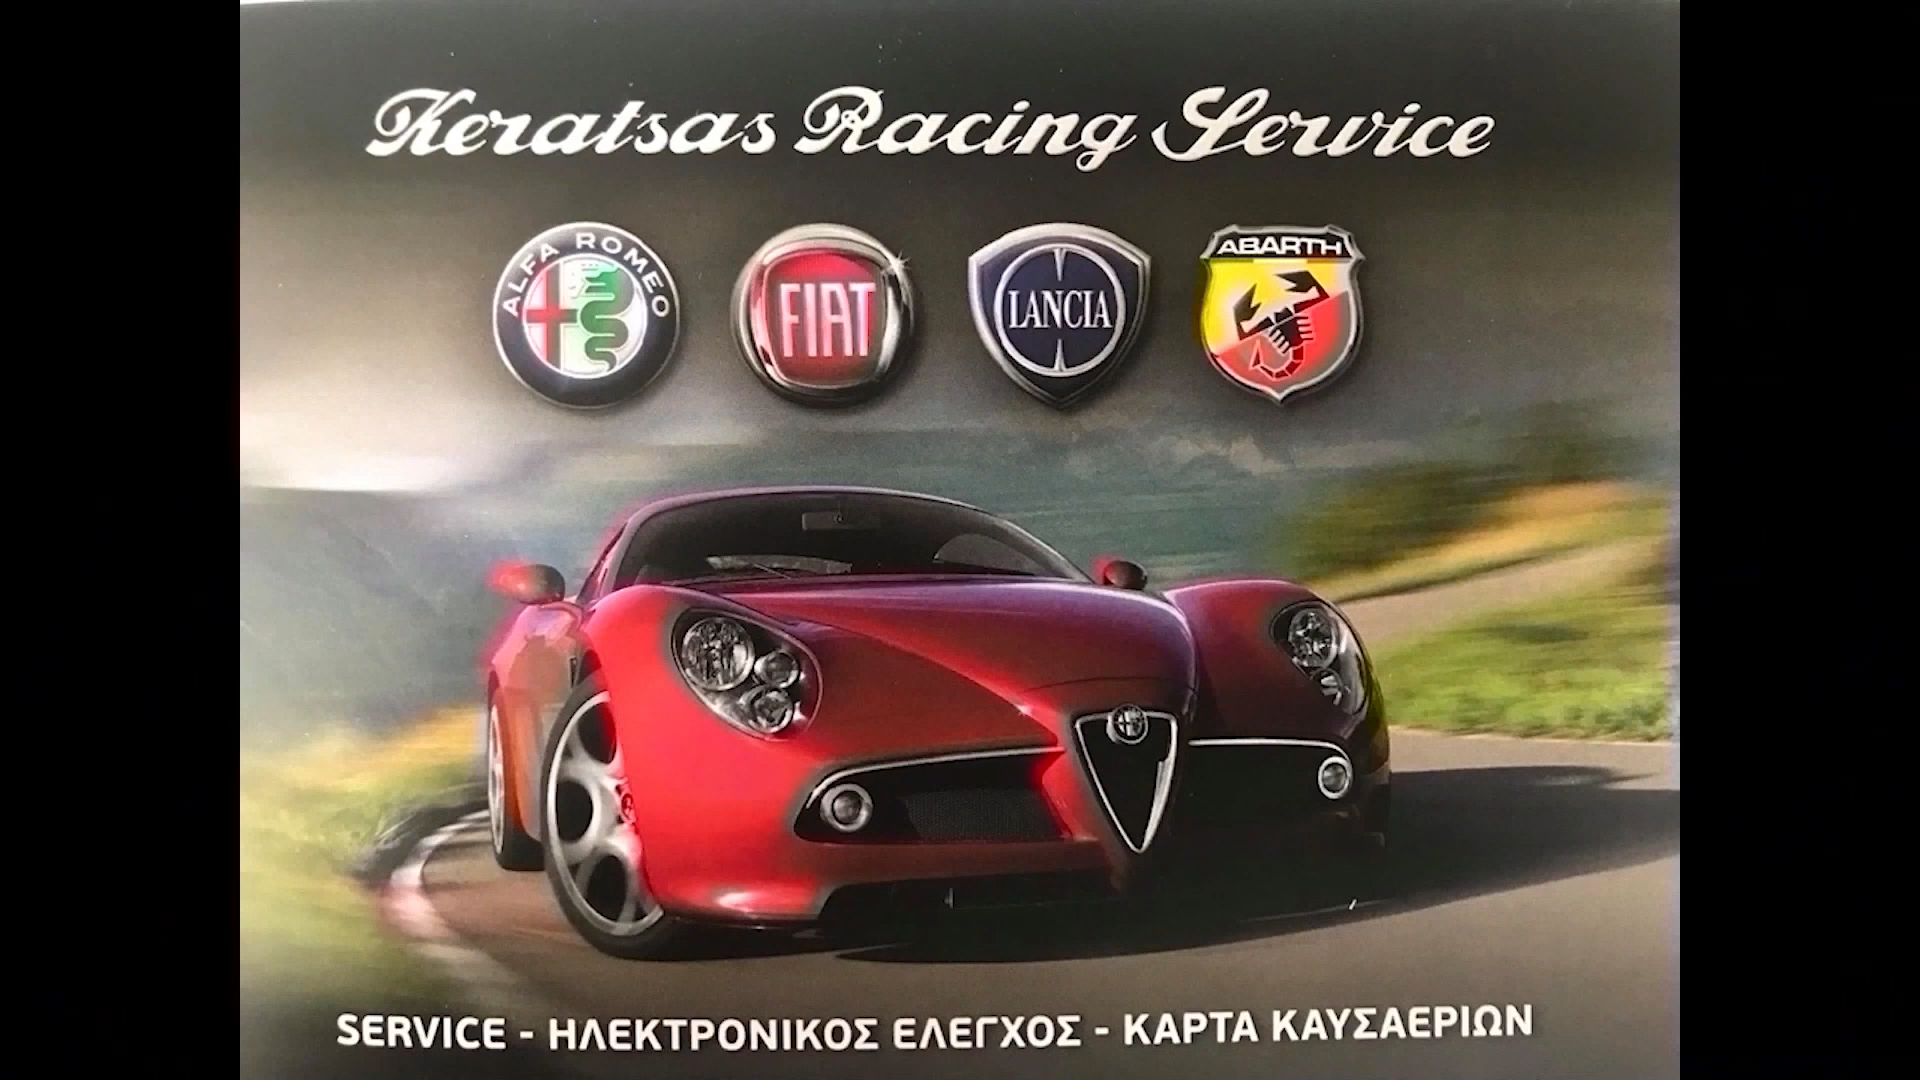 Keratsas Racing Service
ALFA ROMEO
FIAT
LANCIA
ABARTH
SERVICE - ΗΛΕΚΤΡΟΝΙΚΟΣ ΕΛΕΓΧΟΣ - ΚΑΡΤΑ ΚΑΥΣΑΕΡΙΩΝ